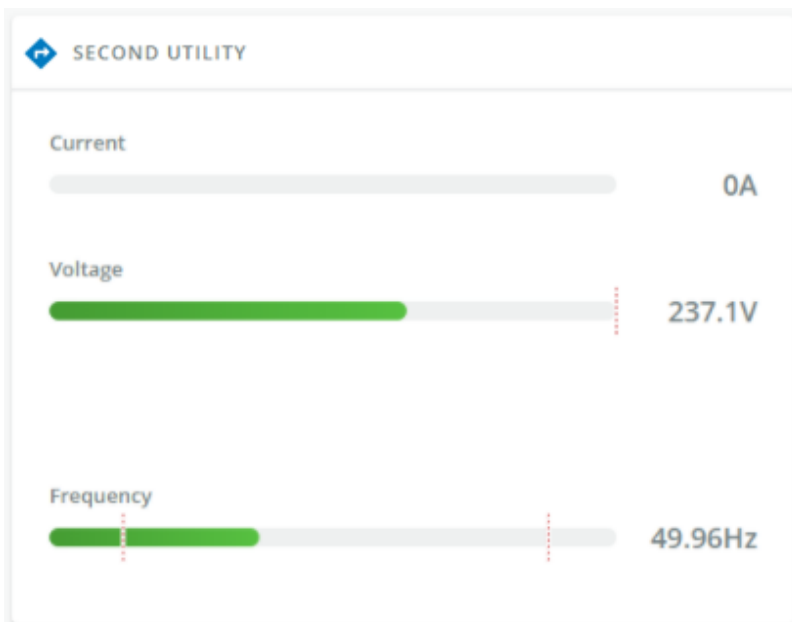 SECOND UTILITY
Current
0A
Voltage
237.1V
Frequency
49.96Hz